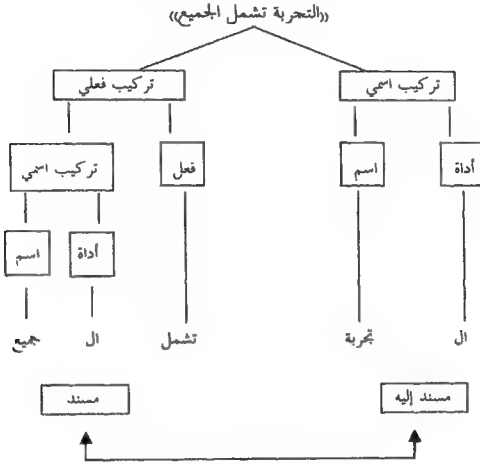 «التجربة تشمل الجميع»
تركيب اسمي تركيب فعلي
أداة اسم فعل تركيب اسمي
أداة اسم
ال تجربة تشمل ال جميع
مسند إليه مسند